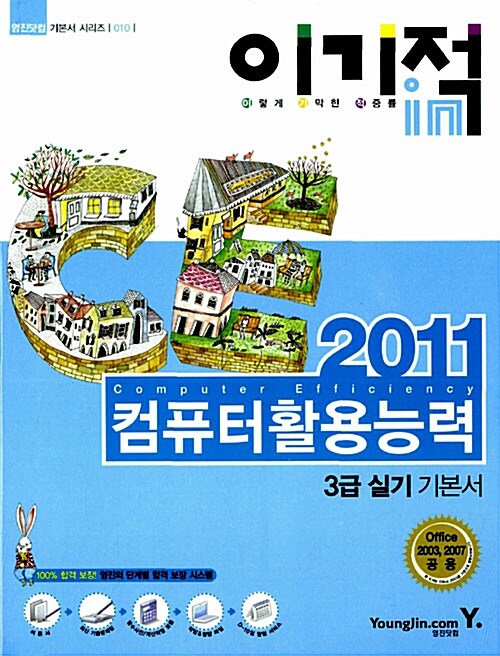 영진닷컴 기본서 시리즈 | 010 |
이기적 in
이렇게 기막힌 적중률
CE
2011
Computer Efficiency
컴퓨터활용능력
3급 실기 기본서
Office
2003, 2007
공용
100% 합격 보장! 영진의 단계별 합격 보장 시스템
YoungJin.com Y.
영진닷컴